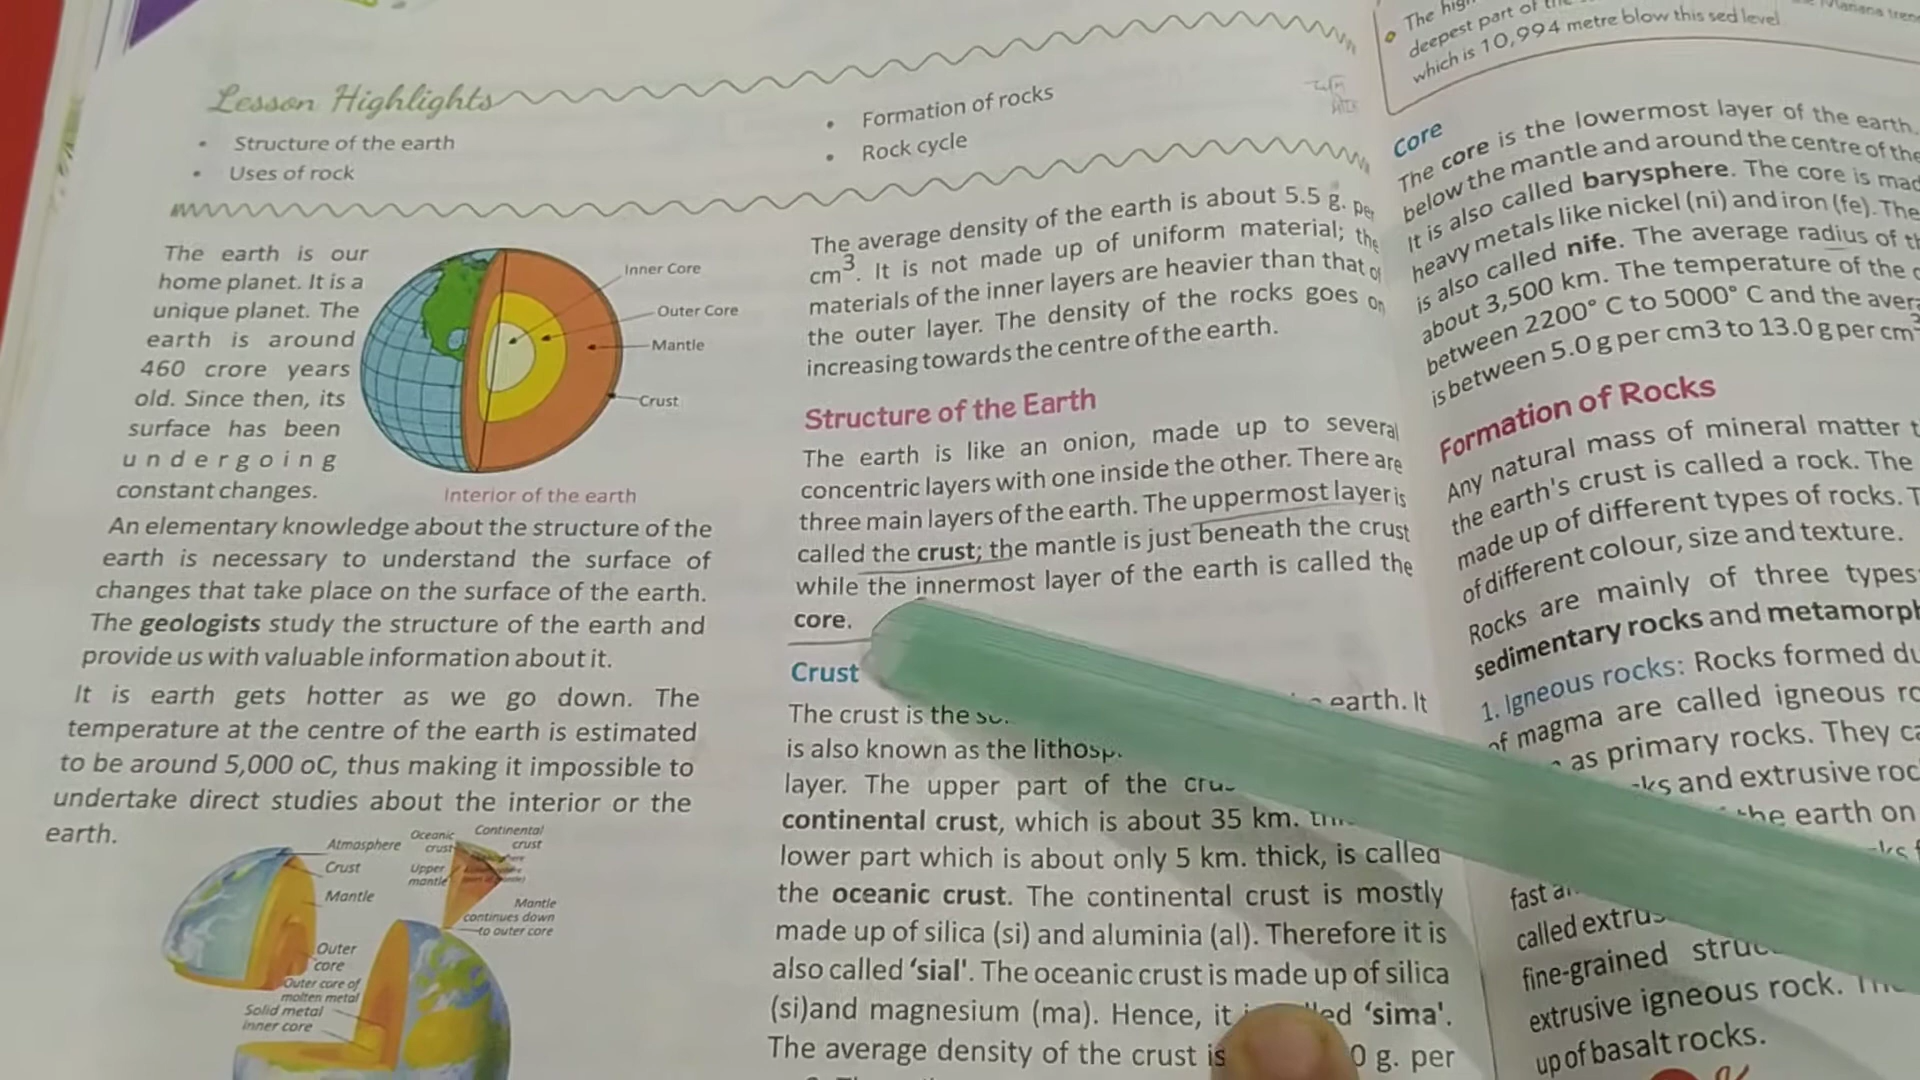 Lesson Highlights
• Structure of the earth
• Uses of rock
• Formation of rocks
• Rock cycle
The earth is our
home planet. It is a
unique planet. The
earth is around
460 crore years
old. Since then, its
surface has been
undergoing
constant changes.
Inner Core
Outer Core
Mantle
Crust
Interior of the earth
An elementary knowledge about the structure of the
earth is necessary to understand the surface of
changes that take place on the surface of the earth.
The geologists study the structure of the earth and
provide us with valuable information about it.
It is earth gets hotter as we go down. The
temperature at the centre of the earth is estimated
to be around 5,000 oC, thus making it impossible to
undertake direct studies about the interior or the
earth.
Atmosphere
Crust
Mantle
Outer
core
Outer core of
molten metal
Solid metal
inner core
Oceanic
crust
Continental
crust
Upper
mantle
Mantle
continues down
to outer core
The average density of the earth is about 5.5 g. per
cm3. It is not made up of uniform material; the
materials of the inner layers are heavier than that of
the outer layer. The density of the rocks goes on
increasing towards the centre of the earth.
Structure of the Earth
The earth is like an onion, made up to several
concentric layers with one inside the other. There are
three main layers of the earth. The uppermost layer is
called the crust; the mantle is just beneath the crust
while the innermost layer of the earth is called the
core.
Crust
The crust is the earth. It
is also known as the
layer. The upper part of the
continental crust, which is about 35 km.
lower part which is about only 5 km. thick, is called
the oceanic crust. The continental crust is mostly
made up of silica (si) and aluminia (al). Therefore it is
also called 'sial'. The oceanic crust is made up of silica
(si)and magnesium (ma). Hence, it 'sima'.
The average density of the crust is g. per
The
deepest part of
which is 10,994 metre blow this sed level
Core
The core is the lowermost layer of the earth.
below the mantle and around the centre of the
It is also called barysphere. The core is
heavy metals like nickel (ni) and iron (fe). The
is also called nife. The average radius of
about 3,500 km. The temperature of the
between 2200° C to 5000° C and the
is between 5.0 g per cm3 to 13.0 g per cm3
Formation of Rocks
Any natural mass of mineral matter
the earth's crust is called a rock. The
made up of different types of rocks.
of different colour, size and texture.
Rocks are mainly of three types
sedimentary rocks and
1. Igneous rocks: Rocks formed
of magma are called igneous
as primary rocks. They
and extrusive
the earth on
fast
called
fine-grained
extrusive igneous rock.
up of basalt rocks.